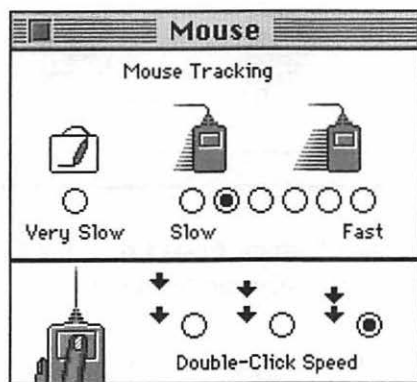 Mouse
Mouse Tracking
Very Slow Slow Fast
Double-Click Speed